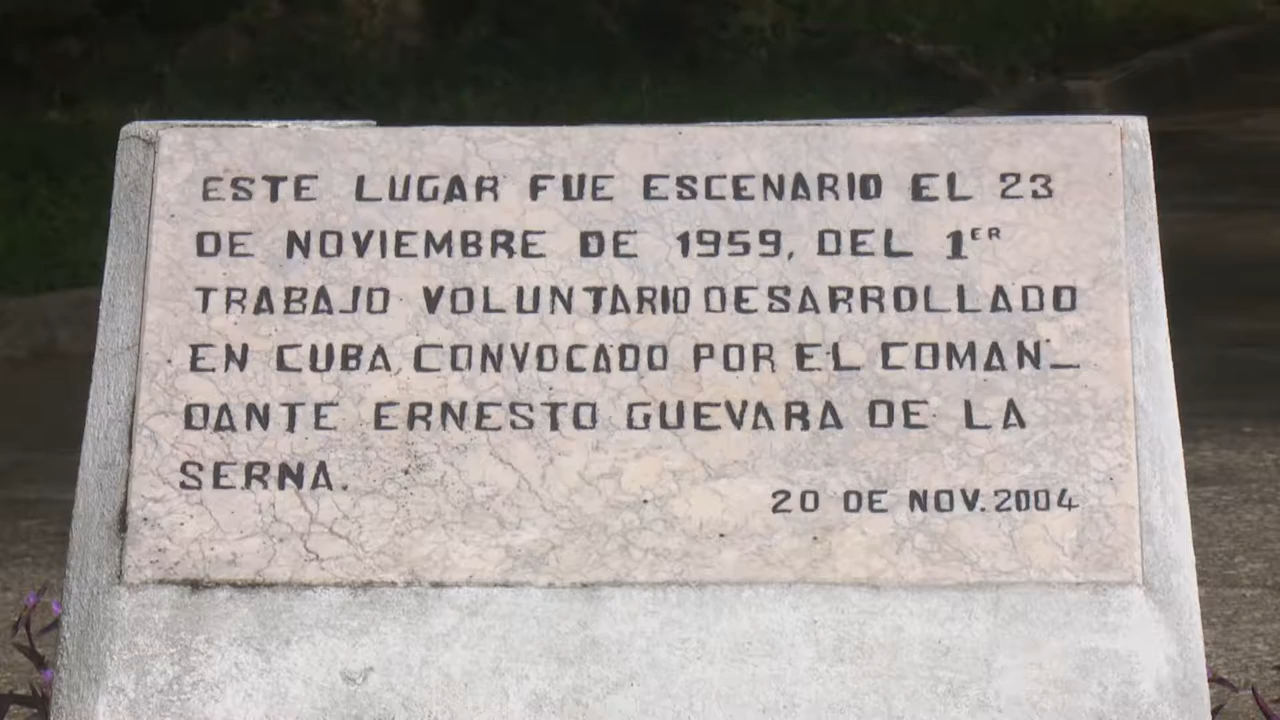 ESTE LUGAR FUE ESCENARIO EL 23
DE NOVIEMBRE DE 1959, DEL 1ER
TRABAJO VOLUNTARIO DESARROLLADO
EN CUBA, CONVOCADO POR EL COMAN-
DANTE ERNESTO GUEVARA DE LA
SERNA.
20 DE NOV. 2004